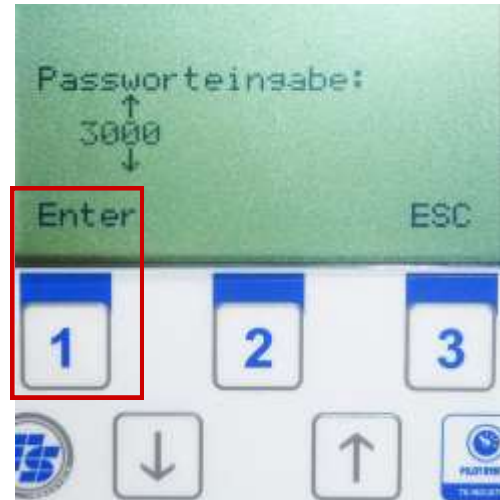 Passworteingabe:
↑
3000
↓
Enter ESC
1 2 3
↓ ↑